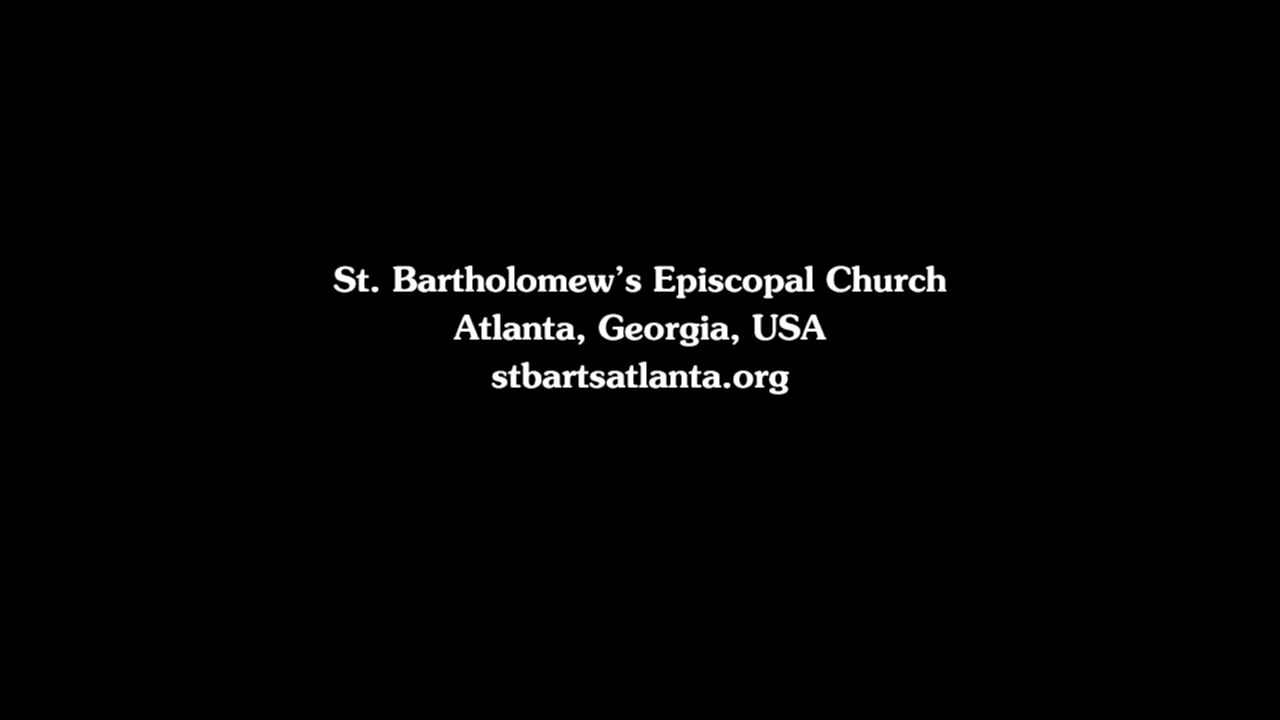 St. Bartholomew’s Episcopal Church
Atlanta, Georgia, USA
stbartsatlanta.org